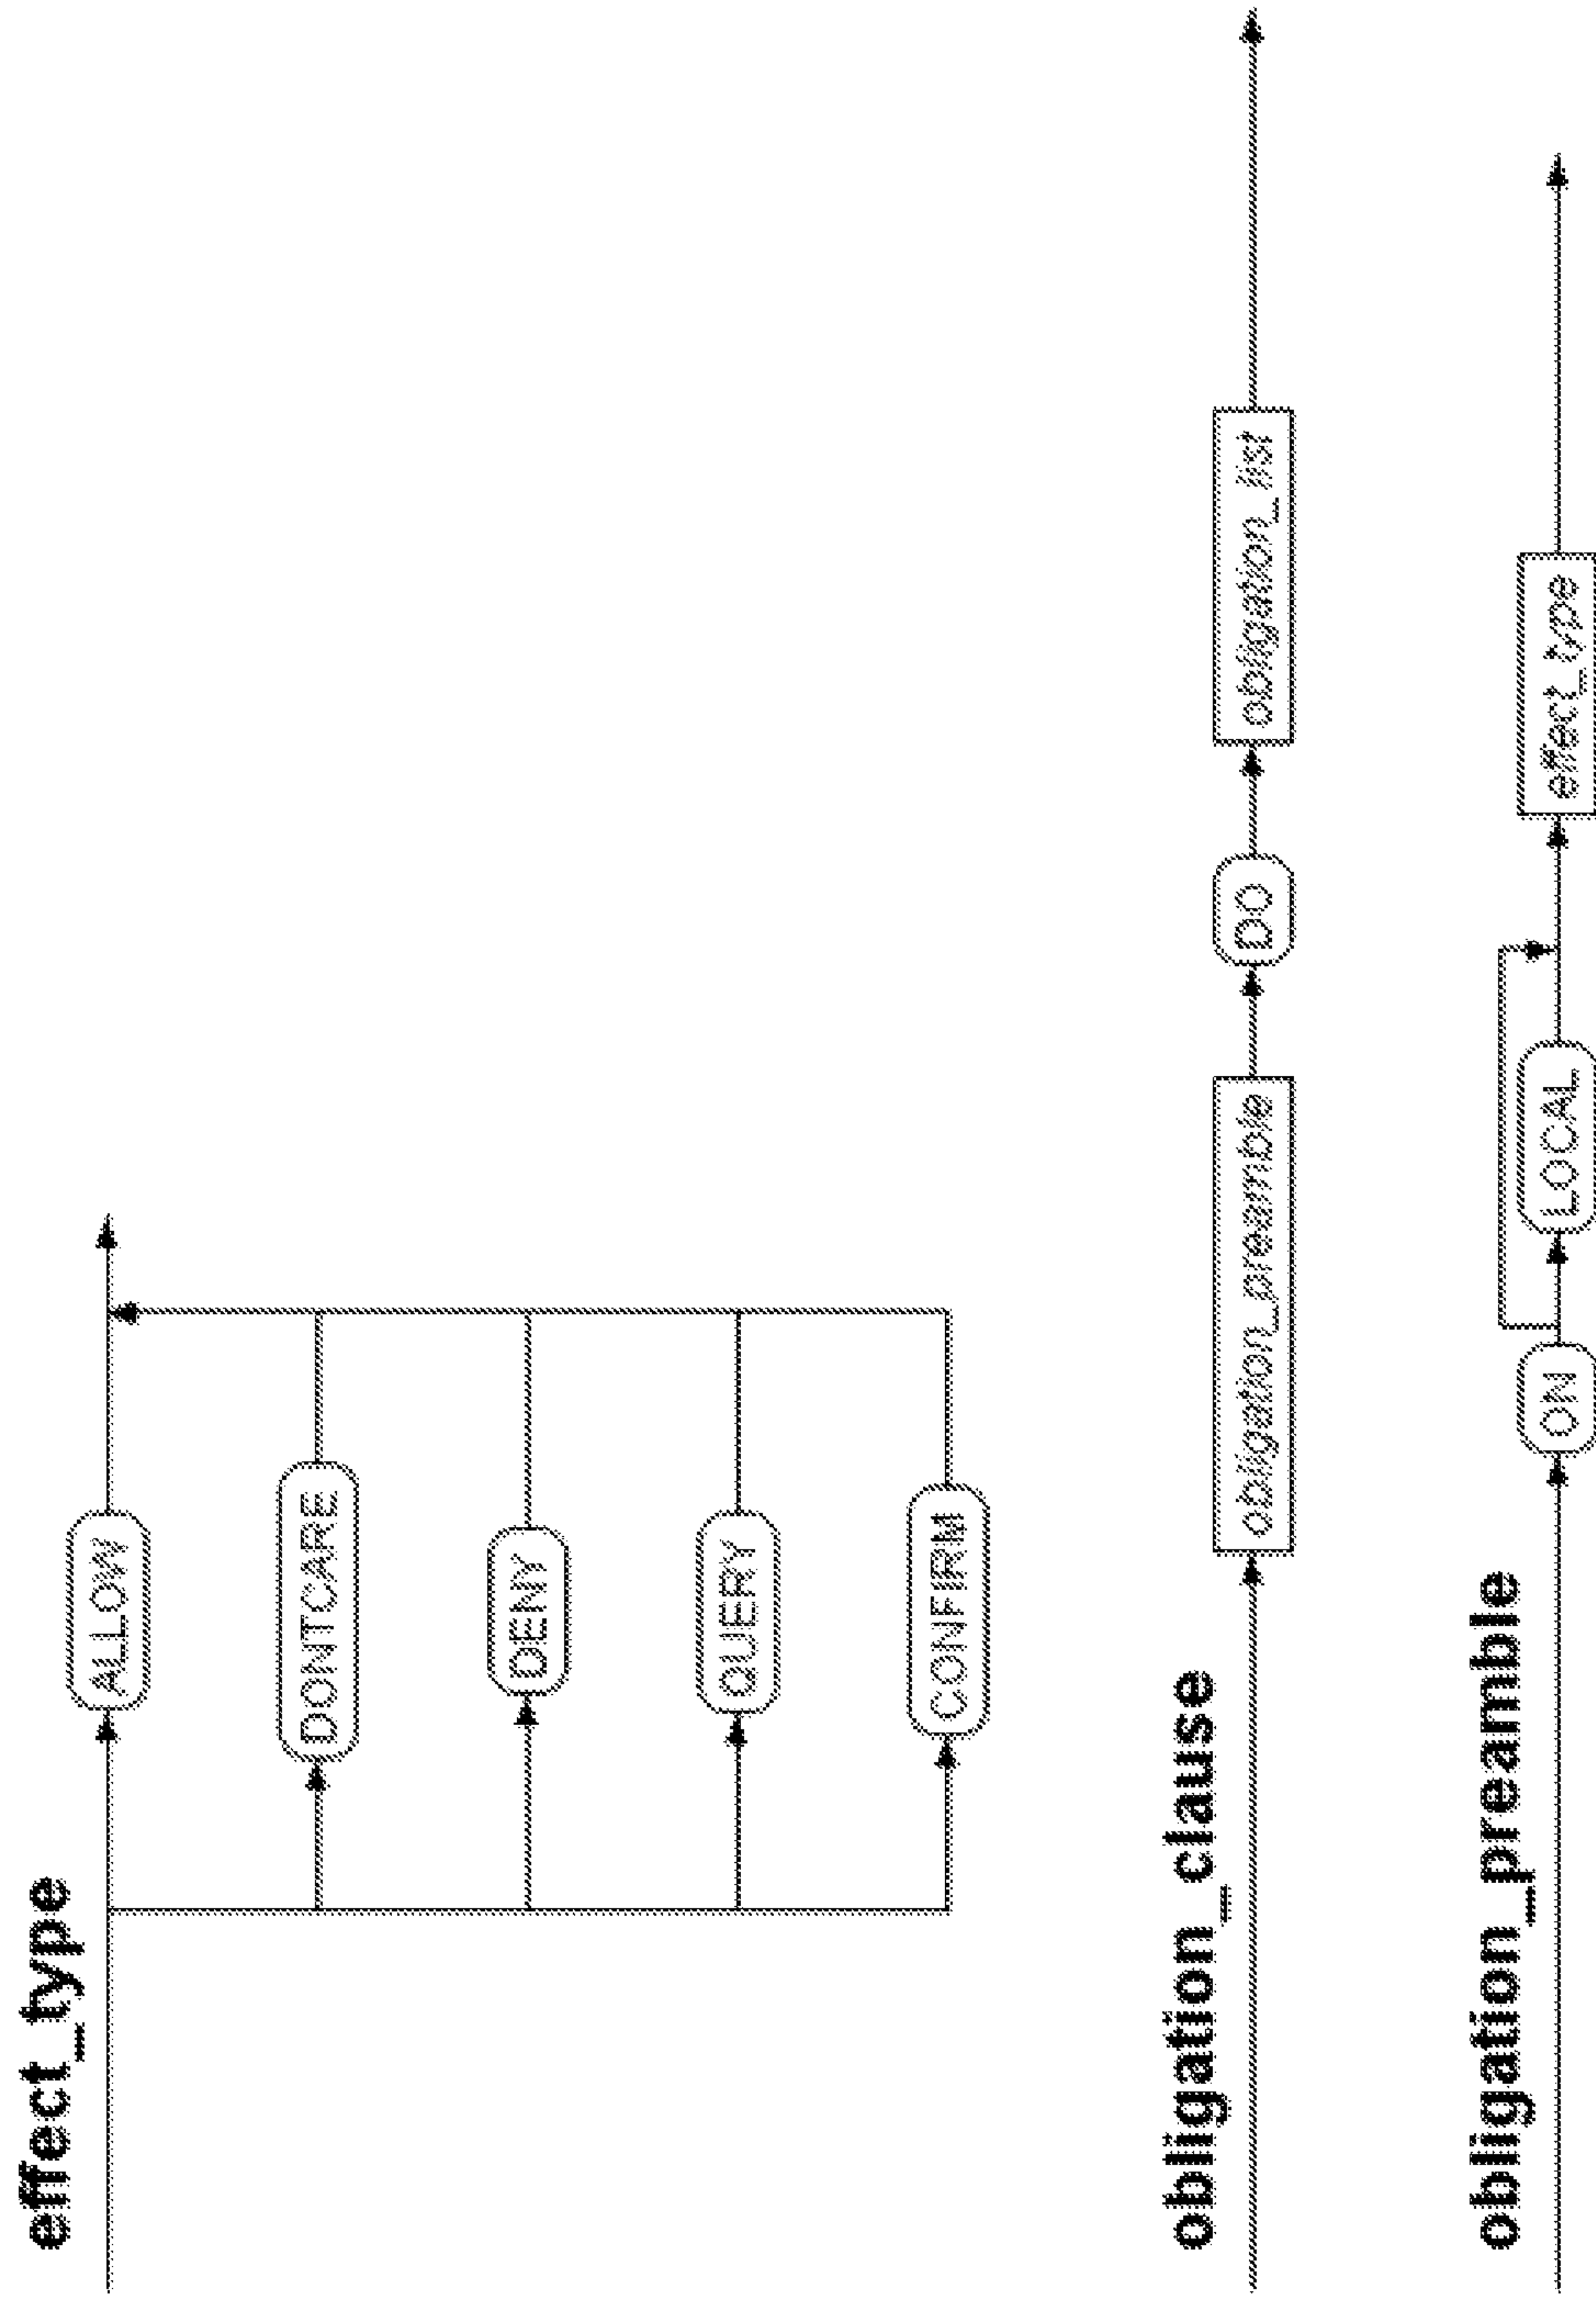 effect_type
ALLOW
DONTCARE
DENY
QUERY
CONFIRM
obligation_clause
obligation_preamble DO obligation_list
obligation_preamble
ON LOCAL effect_type